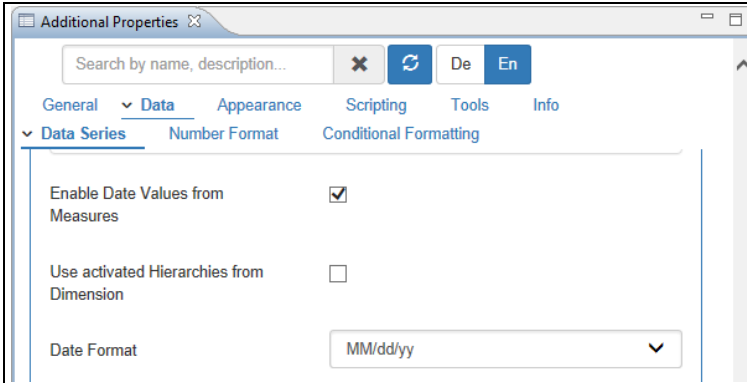 Additional Properties
Search by name, description... De En
General Data Appearance Scripting Tools Info
Data Series Number Format Conditional Formatting
Enable Date Values from
Measures
Use activated Hierarchies from
Dimension
Date Format MM/dd/yy